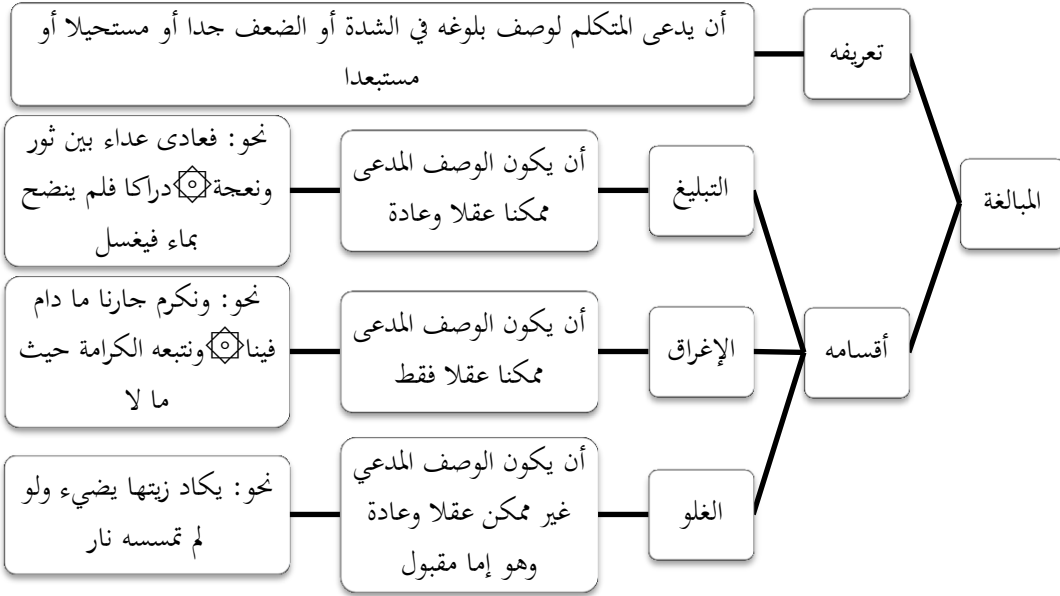 المبالغة
تعريفه
أن يدعى المتكلم لوصف بلوغه في الشدة أو الضعف جدا أو مستحيلا أو
مستبعدا
أقسامه
التبليغ
أن يكون الوصف المدعى
ممكنا عقلا وعادة
نحو: فعادى عداء بين ثور
ونعجة۞دراكا فلم ينضح
بماء فيغسل
الإغراق
أن يكون الوصف المدعى
ممكنا عقلا فقط
نحو: ونكرم جارنا ما دام
فينا۞ونتبعه الكرامة حيث
ما لا
الغلو
أن يكون الوصف المدعي
غير ممكن عقلا وعادة
وهو إما مقبول
نحو: يكاد زيتها يضيء ولو
لم تمسسه نار